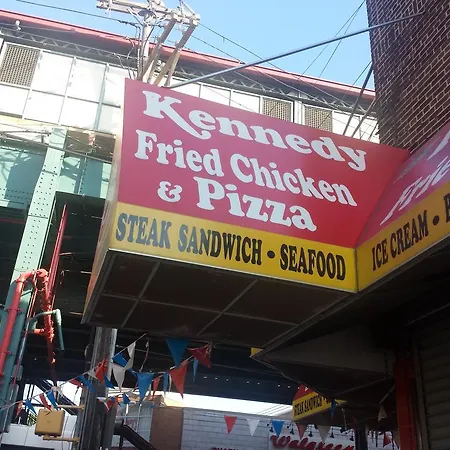 Kennedy
Fried Chicken
& Pizza
STEAK SANDWICH • SEAFOOD
ICE CREAM •